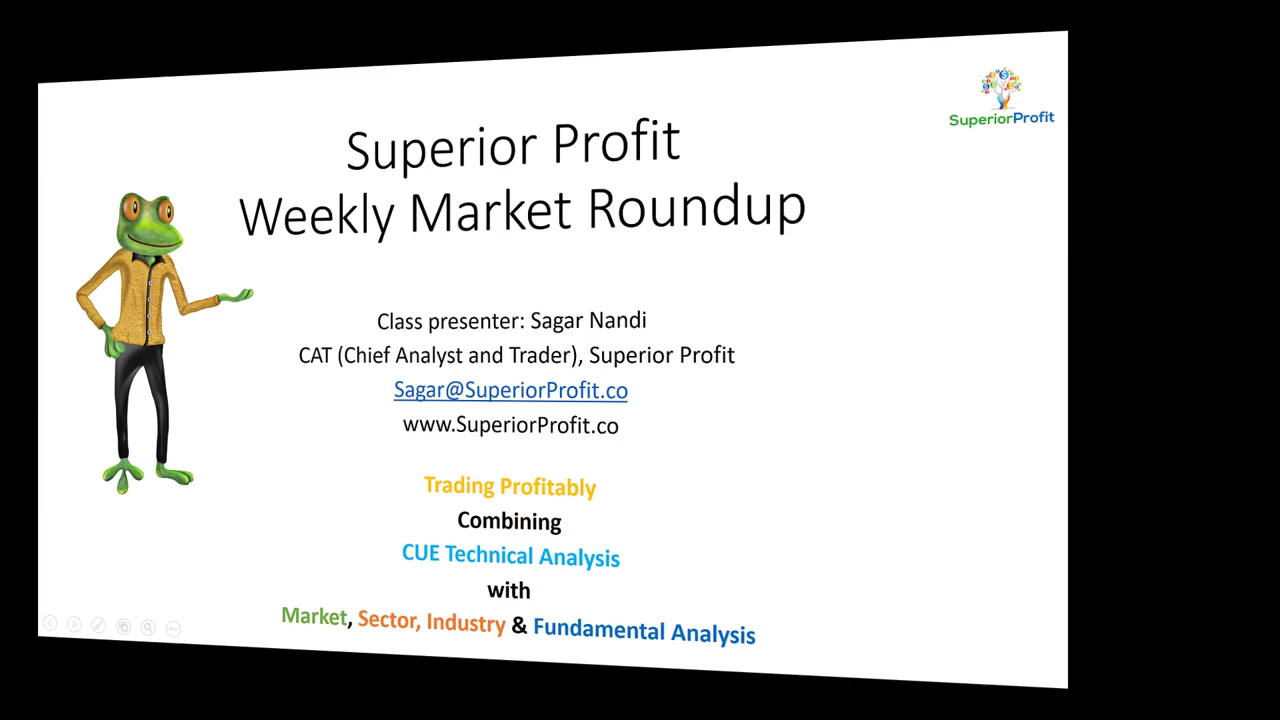 SuperiorProfit
Superior Profit
Weekly Market Roundup
Class presenter: Sagar Nandi
CAT (Chief Analyst and Trader), Superior Profit
Sagar@SuperiorProfit.co
www.SuperiorProfit.co
Trading Profitably
Combining
CUE Technical Analysis
with
Market, Sector, Industry & Fundamental Analysis